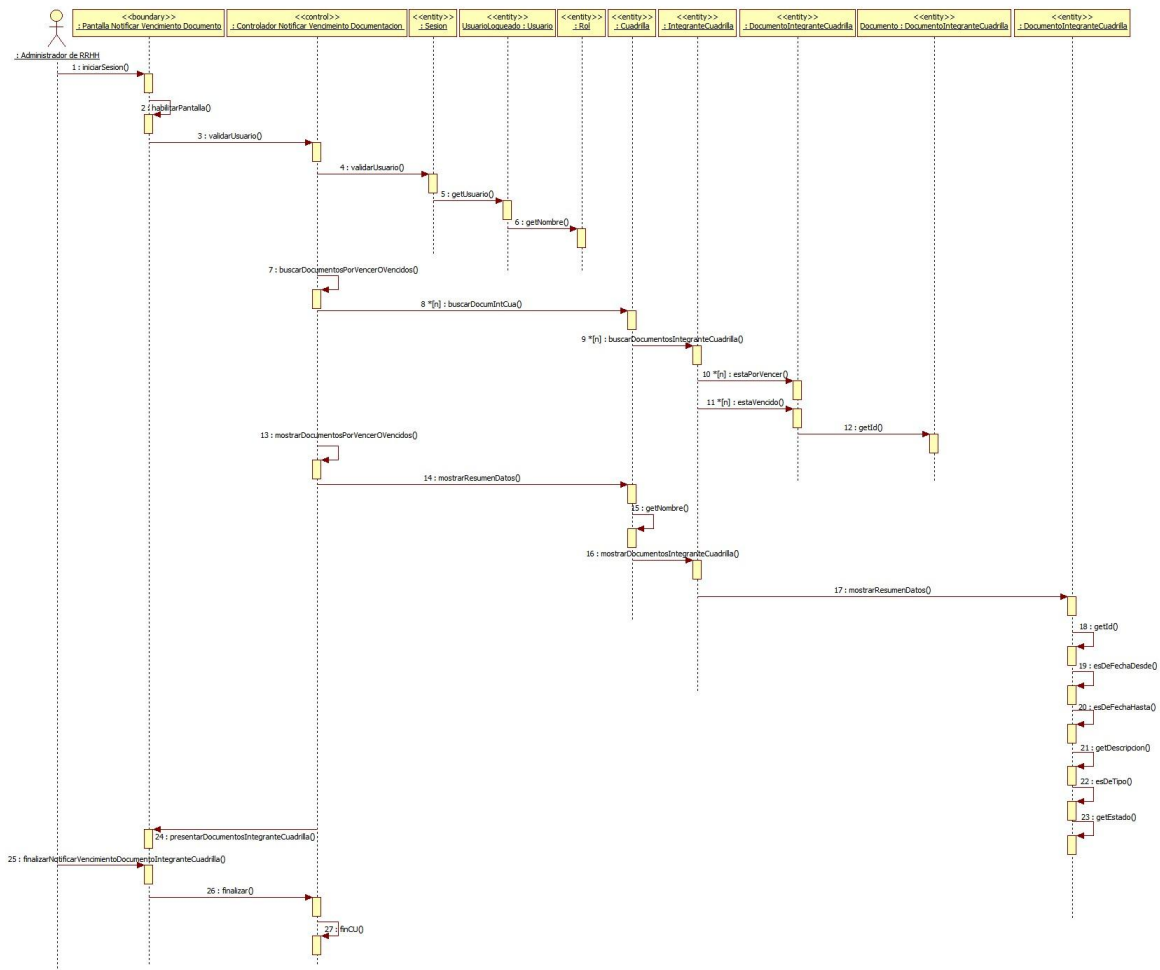 <<boundary>>
: Pantalla Notificar Vencimiento Documento
<<control>>
: Controlador Notificar Vencimiento Documentacion
<<entity>>
: Sesion
<<entity>>
UsuarioLogueado : Usuario
<<entity>>
: Rol
<<entity>>
: Cuadrilla
<<entity>>
: IntegranteCuadrilla
<<entity>>
: DocumentoIntegranteCuadrilla
<<entity>>
Documento : DocumentoIntegranteCuadrilla
<<entity>>
: DocumentoIntegranteCuadrilla
: Administrador de RRHH
1 : iniciarSesion()
2 : habilitarPantalla()
3 : validarUsuario()
4 : validarUsuario()
5 : getUsuario()
6 : getNombre()
7 : buscarDocumentosPorVencerOVencidos()
8 *[n] : buscarDocumIntCua()
9 *[n] : buscarDocumentosIntegranteCuadrilla()
10 *[n] : estaPorVencer()
11 *[n] : estaVencido()
12 : getId()
13 : mostrarDocumentosPorVencerOVencidos()
14 : mostrarResumenDatos()
15 : getNombre()
16 : mostrarDocumentosIntegranteCuadrilla()
17 : mostrarResumenDatos()
18 : getId()
19 : esDeFechaDesde()
20 : esDeFechaHasta()
21 : getDescripcion()
22 : esDeTipo()
23 : getEstado()
24 : presentarDocumentosIntegranteCuadrilla()
25 : finalizarNotificarVencimientoDocumentoIntegranteCuadrilla()
26 : finalizar()
27 : finCU()